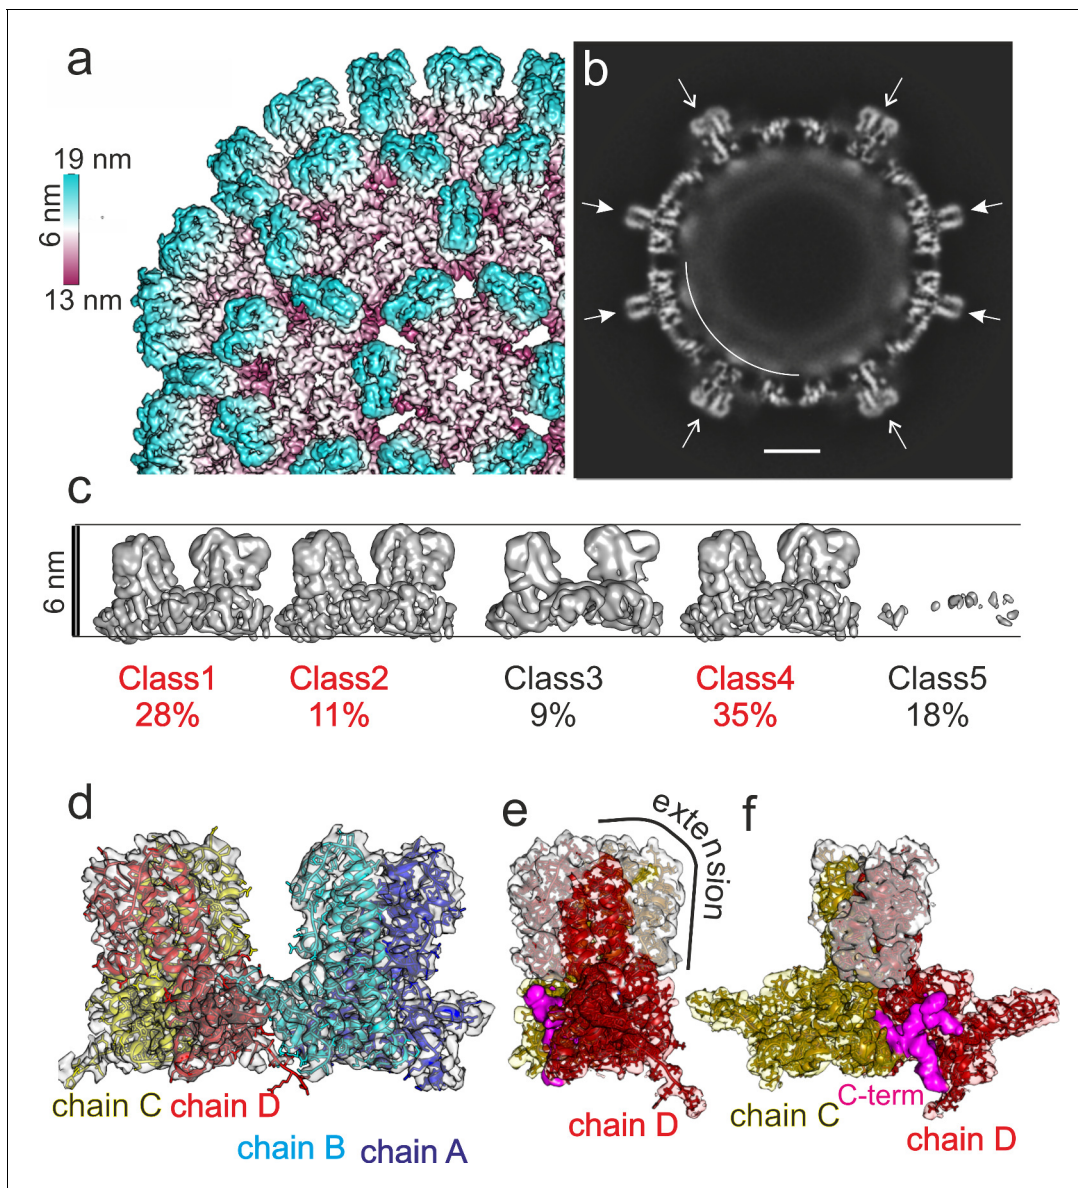 a
19 nm
6 nm
13 nm
b
c
6 nm
Class1
28%
Class2
11%
Class3
9%
Class4
35%
Class5
18%
d
chain C
chain D
chain B
chain A
e
extension
chain D
f
chain C
C-term
chain D